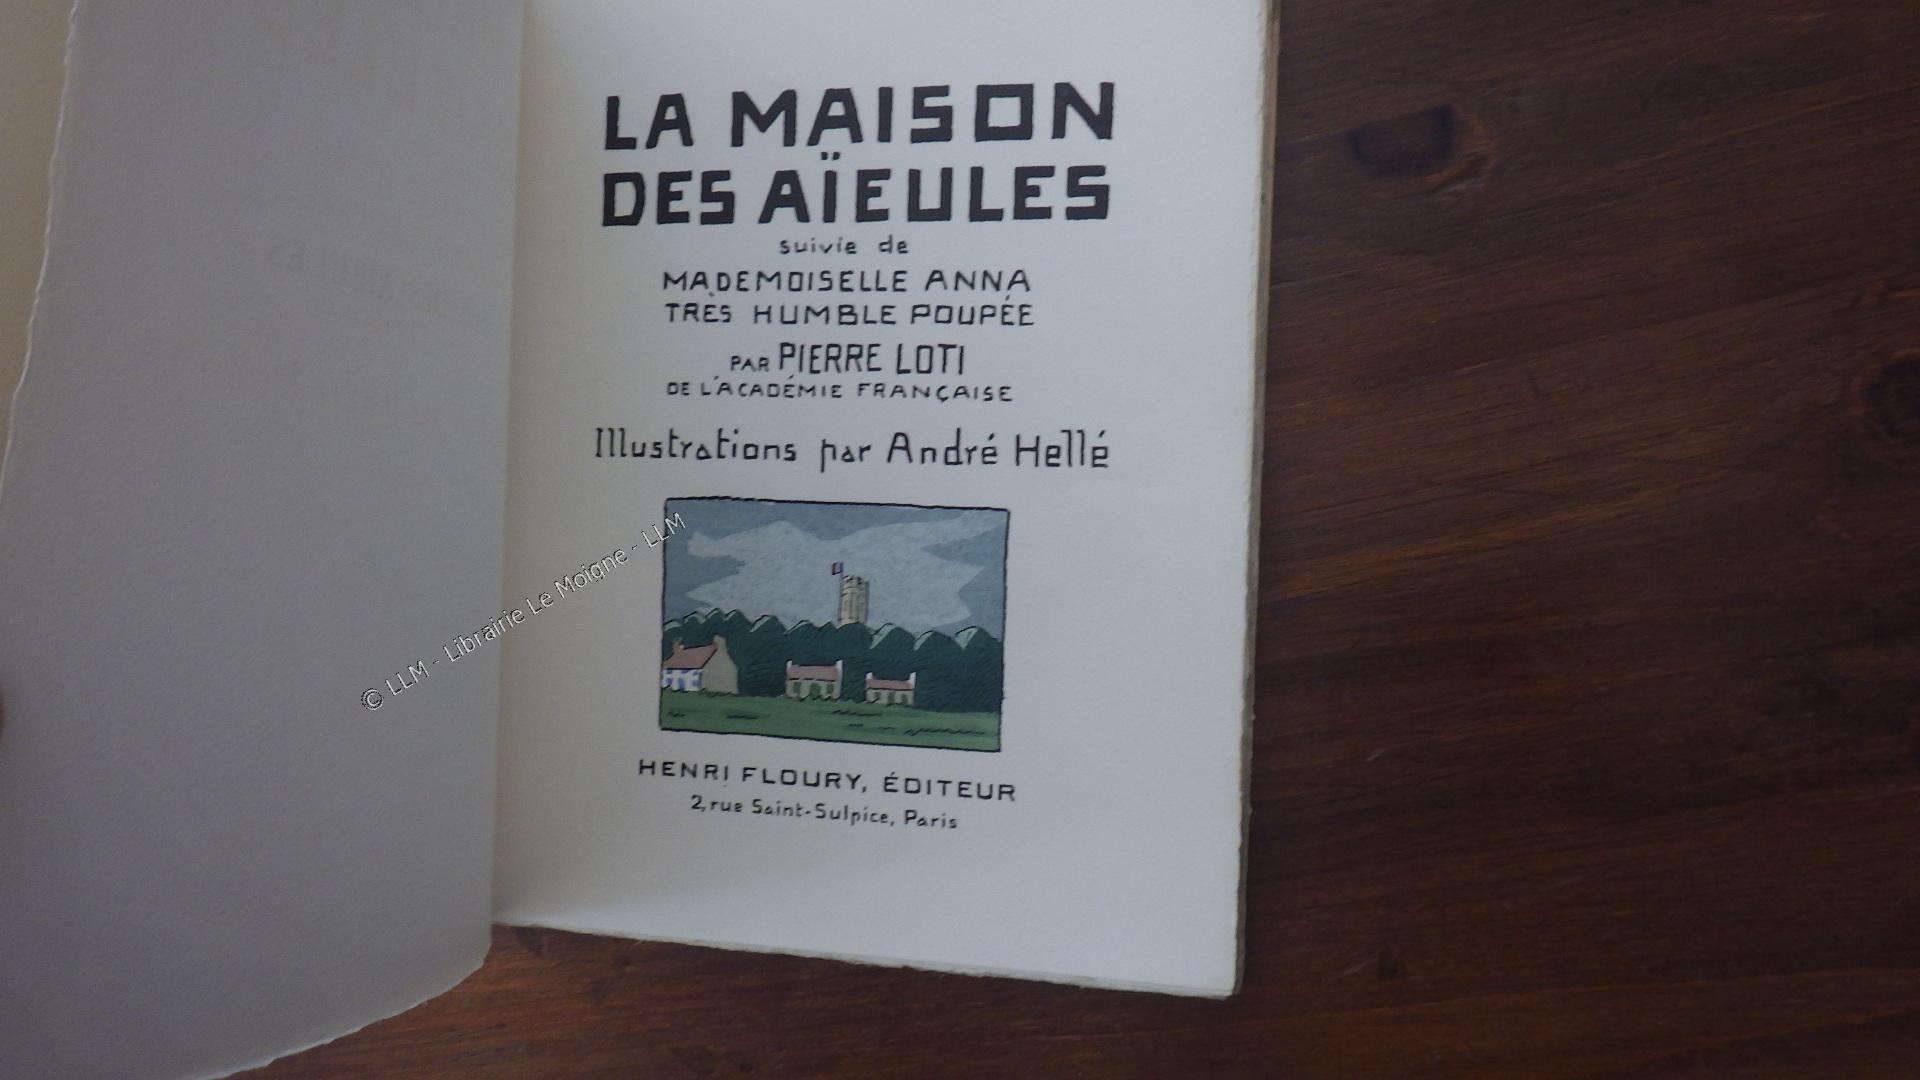 LA MAISON
DES AÏEULES
suivie de
MADEMOISELLE ANNA
TRÈS HUMBLE POUPÉE
PAR PIERRE LOTI
DE L'ACADÉMIE FRANÇAISE
Illustrations par André Hellé
© LLM - Librairie Le Moigne - LLM
HENRI FLOURY, ÉDITEUR
2, rue Saint-Sulpice, Paris